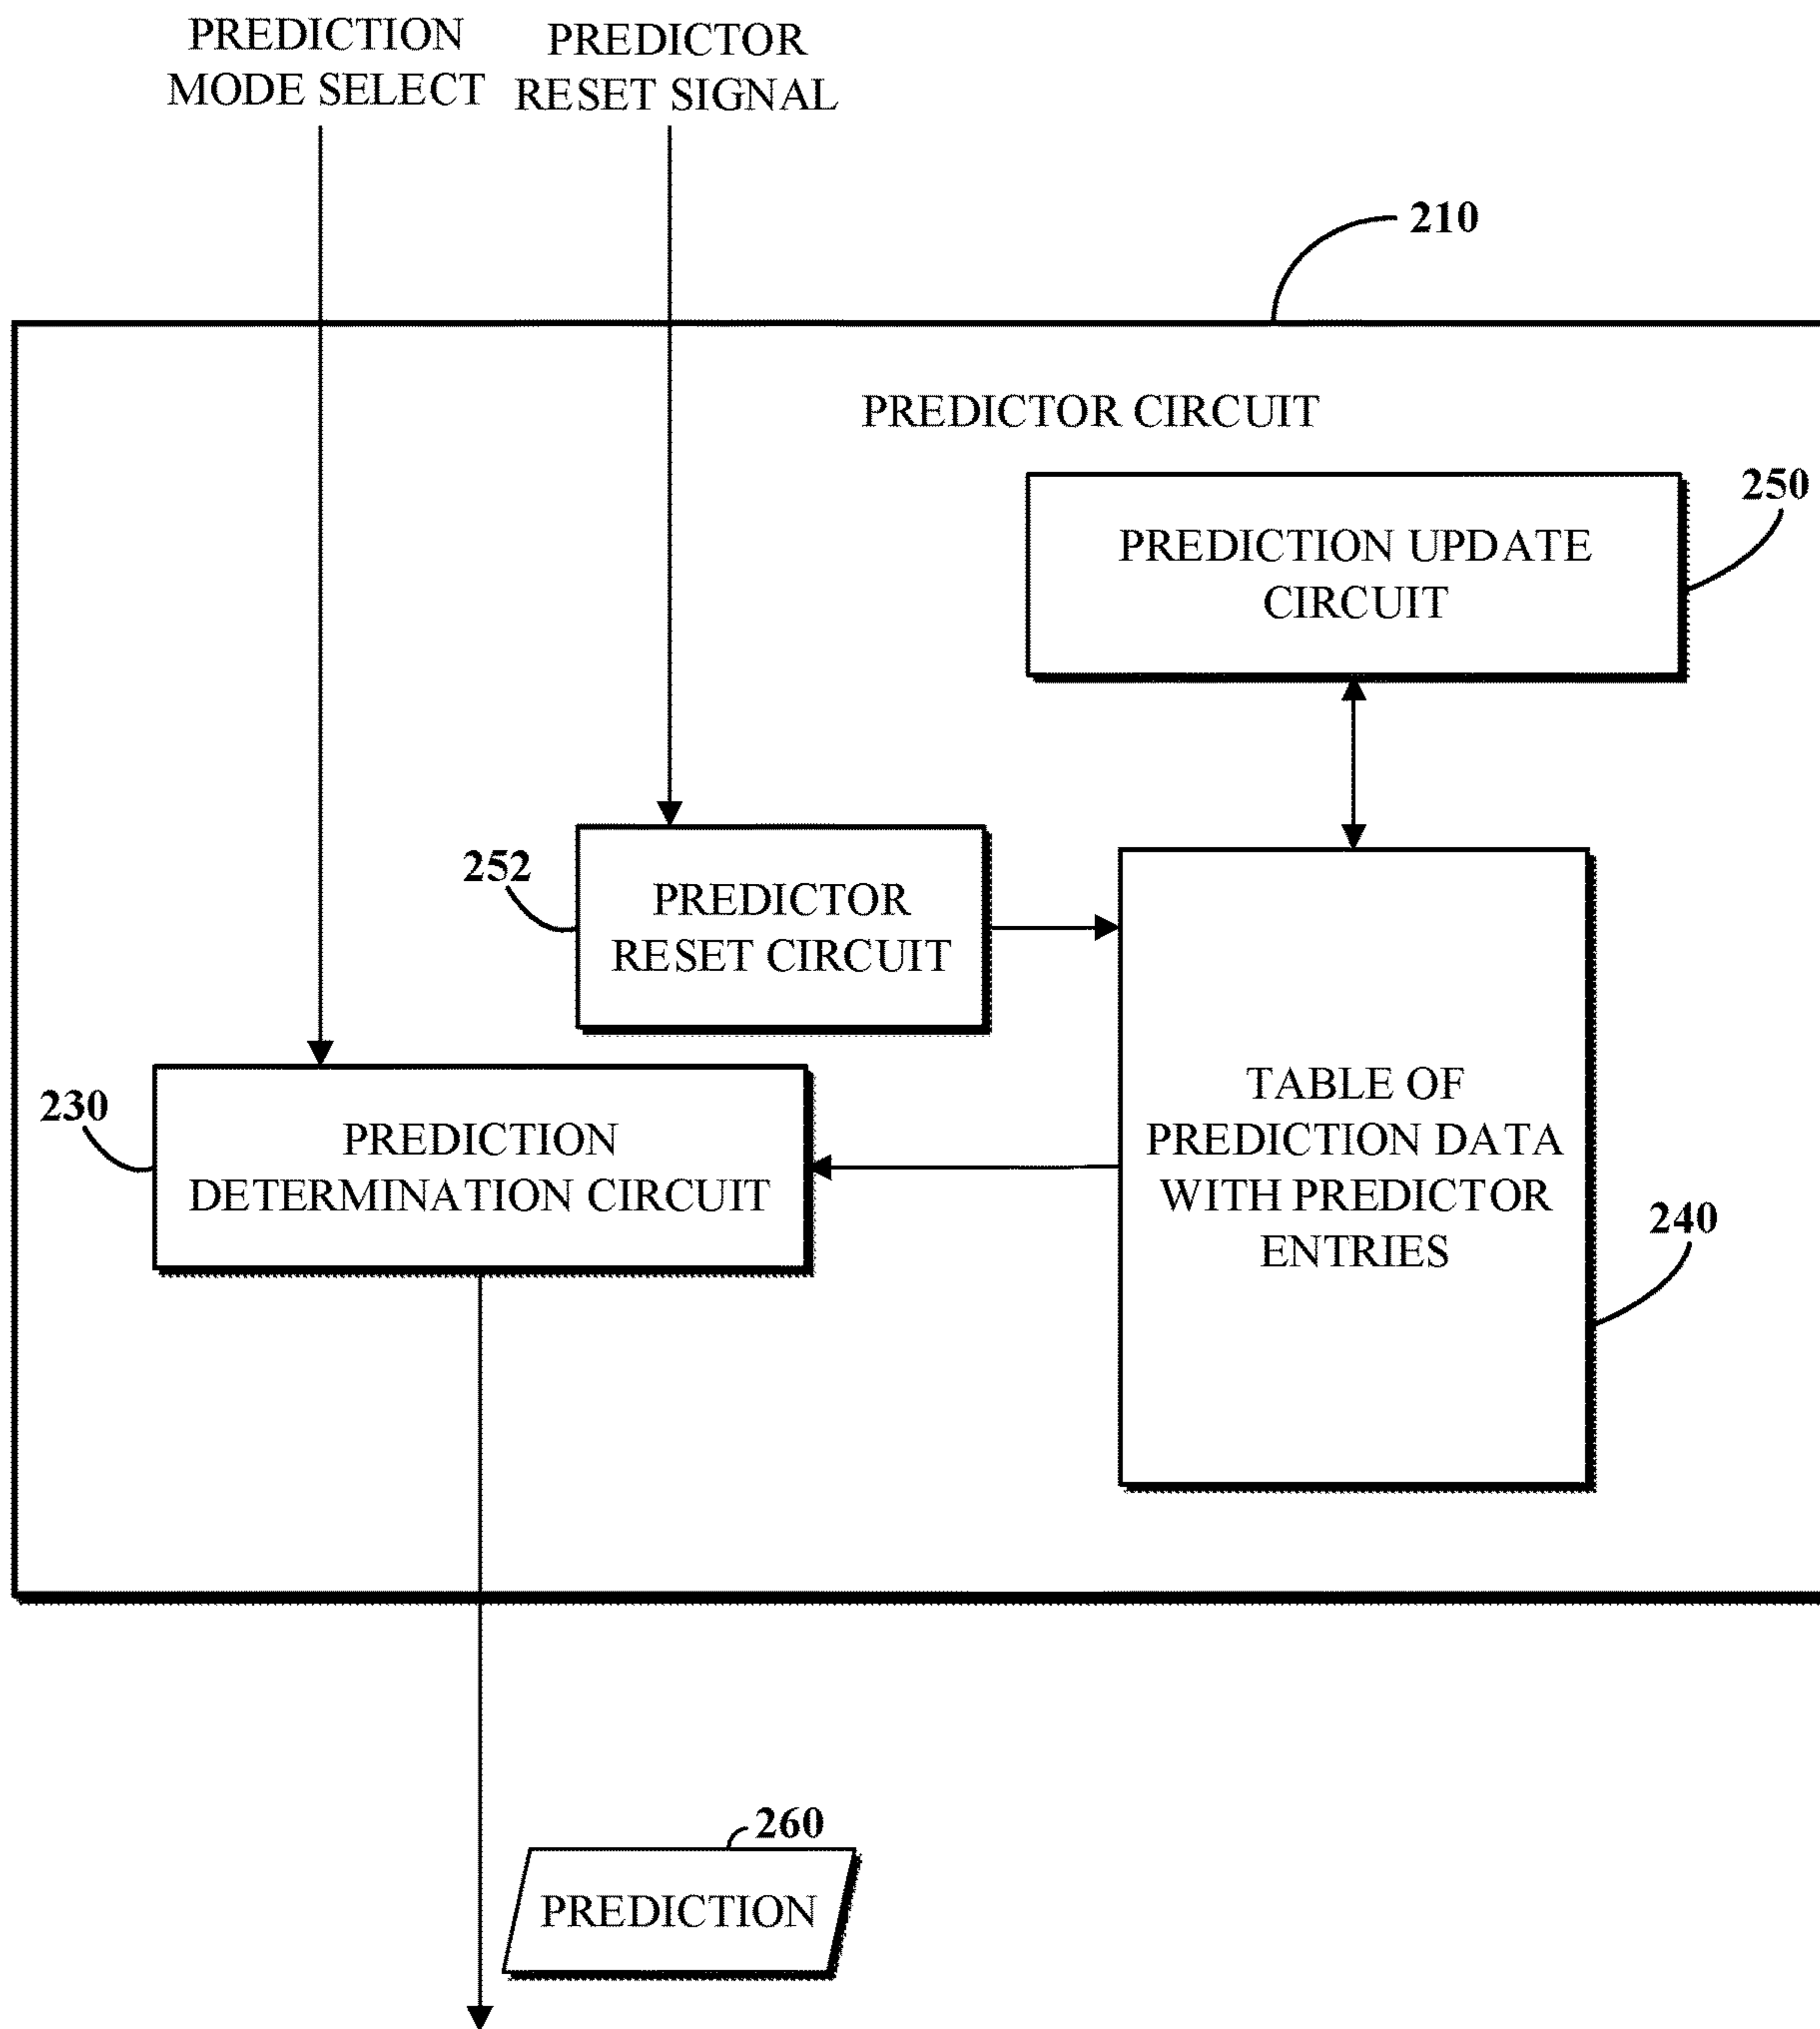 PREDICTION
MODE SELECT
PREDICTOR
RESET SIGNAL
210
PREDICTOR CIRCUIT
250
PREDICTION UPDATE
CIRCUIT
252
PREDICTOR
RESET CIRCUIT
230
PREDICTION
DETERMINATION CIRCUIT
TABLE OF
PREDICTION DATA
WITH PREDICTOR
ENTRIES
240
260
PREDICTION